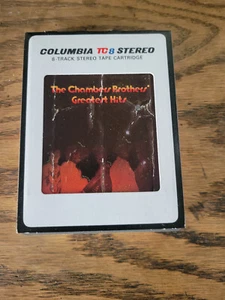 COLUMBIA TC8 STEREO
8-TRACK STEREO TAPE CARTRIDGE
The Chambers Brothers'
Greatest Hits